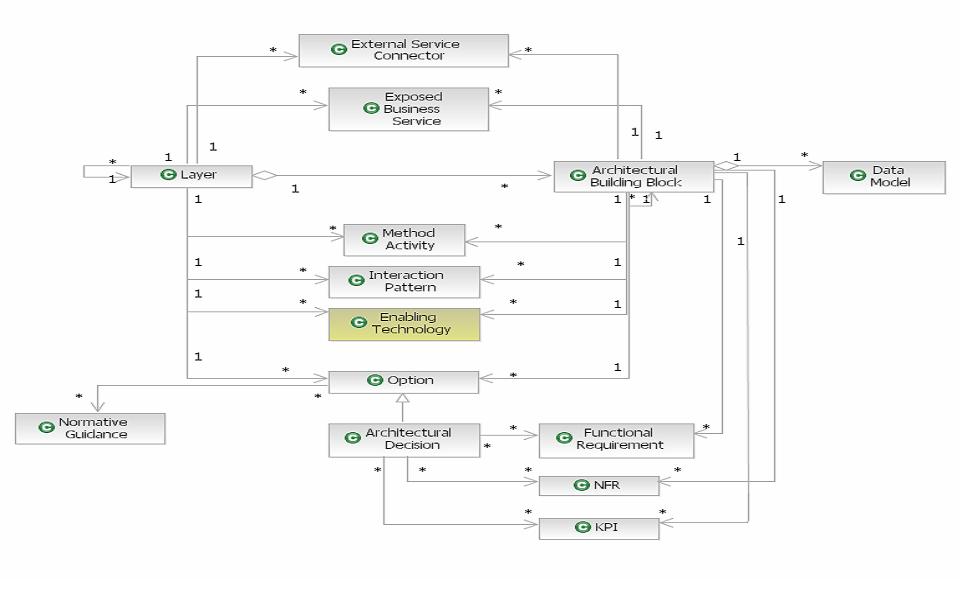 External Service
Connector
* *
Exposed
Business
Service
* *
1 1
1 1
Layer
* 1
Architectural
Building Block
1 *
1 *
Data
Model
1
1 * 1 1 1
Method
Activity
* *
1
1
1
Interaction
Pattern
* *
1 1
Enabling
Technology
* *
1
1 1
Option
* *
* *
Normative
Guidance
Architectural
Decision
* *
Functional
Requirement
*
* *
NFR
* *
KPI
* *